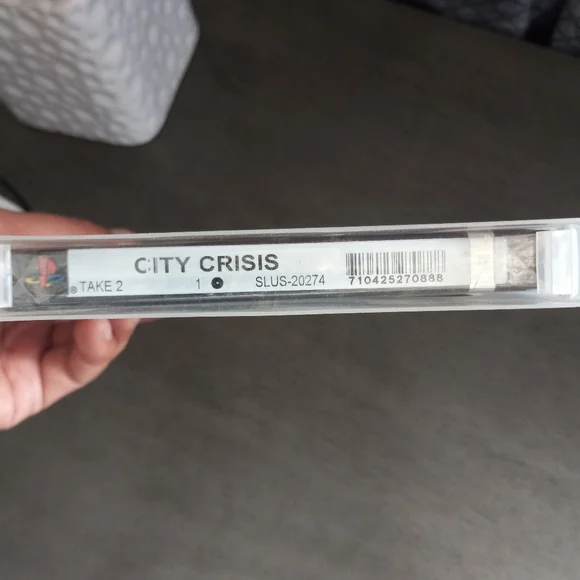 CITY CRISIS
® TAKE 2 1 SLUS-20274 710425270888